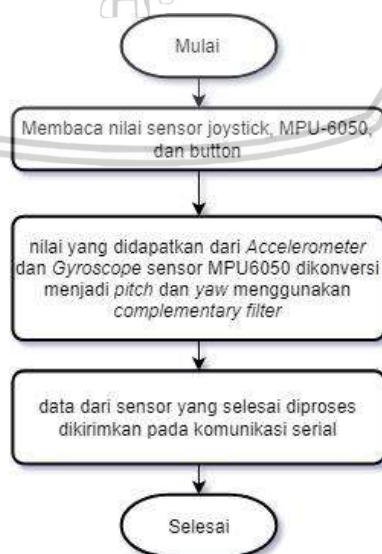 Mulai
Membaca nilai sensor joystick, MPU-6050,
dan button
nilai yang didapatkan dari Accelerometer
dan Gyroscope sensor MPU6050 dikonversi
menjadi pitch dan yaw menggunakan
complementary filter
data dari sensor yang selesai diproses
dikirimkan pada komunikasi serial
Selesai